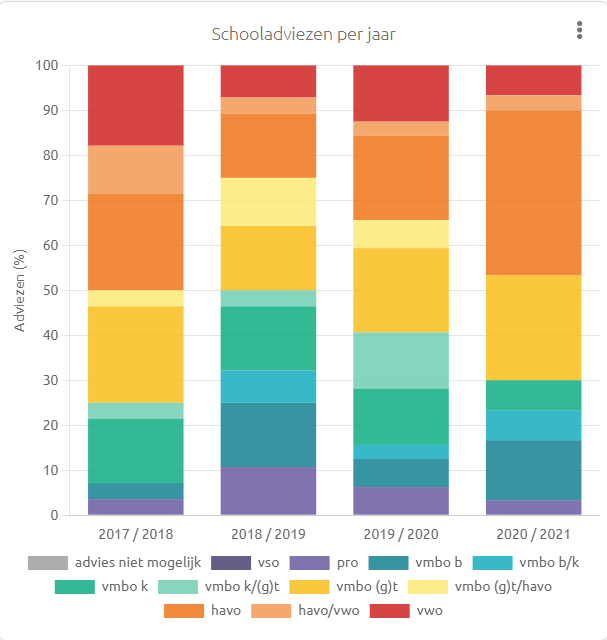 Schooladviezen per jaar
100
90
80
70
60
50
40
30
20
10
0
Adviezen (%)
2017 / 2018 2018 / 2019 2019 / 2020 2020 / 2021
advies niet mogelijk vso pro vmbo b vmbo b/k
vmbo k vmbo k/(g)t vmbo (g)t vmbo (g)t/havo
havo havo/vwo vwo